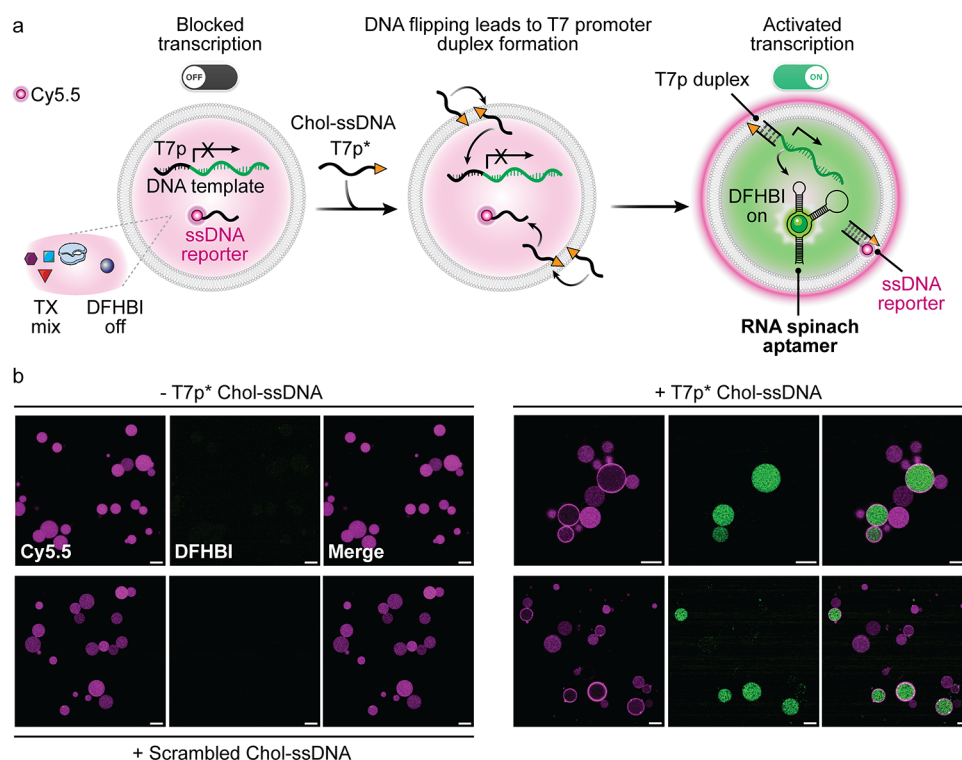 a
Blocked
transcription
OFF
Cy5.5
T7p
DNA template
ssDNA
reporter
TX
mix
DFHBI
off
Chol-ssDNA
T7p*
DNA flipping leads to T7 promoter
duplex formation
Activated
transcription
ON
T7p duplex
DFHBI
on
ssDNA
reporter
RNA spinach
aptamer
b
- T7p* Chol-ssDNA
+ T7p* Chol-ssDNA
Cy5.5
DFHBI
Merge
+ Scrambled Chol-ssDNA